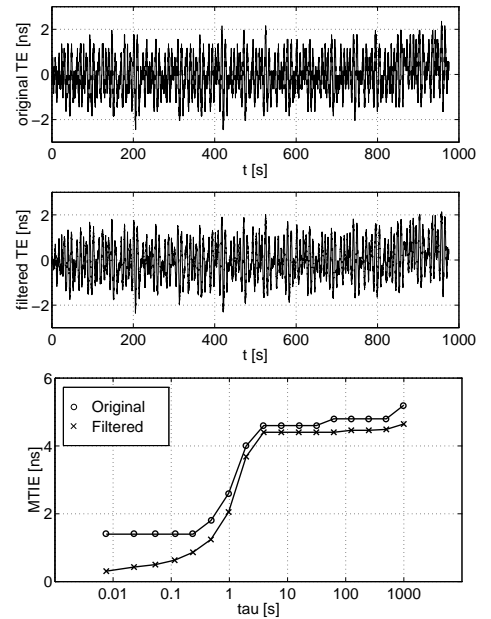 2
0
−2
original TE [ns]
0 200 400 600 800 1000
t [s]
2
0
−2
filtered TE [ns]
0 200 400 600 800 1000
t [s]
6
4
2
0
MTIE [ns]
Original
Filtered
0.01 0.1 1 10 100 1000
tau [s]